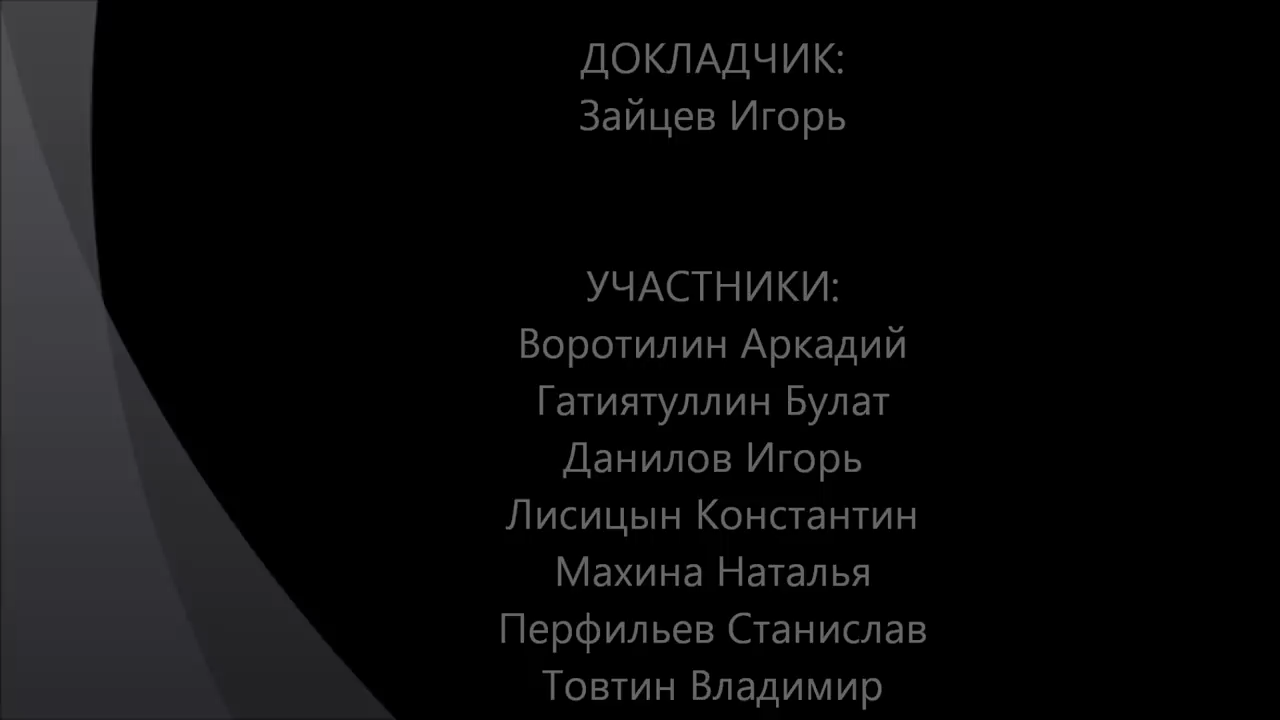 ДОКЛАДЧИК:
Зайцев Игорь
УЧАСТНИКИ:
Воротилин Аркадий
Гатиятуллин Булат
Данилов Игорь
Лисицын Константин
Махина Наталья
Перфильев Станислав
Товтин Владимир